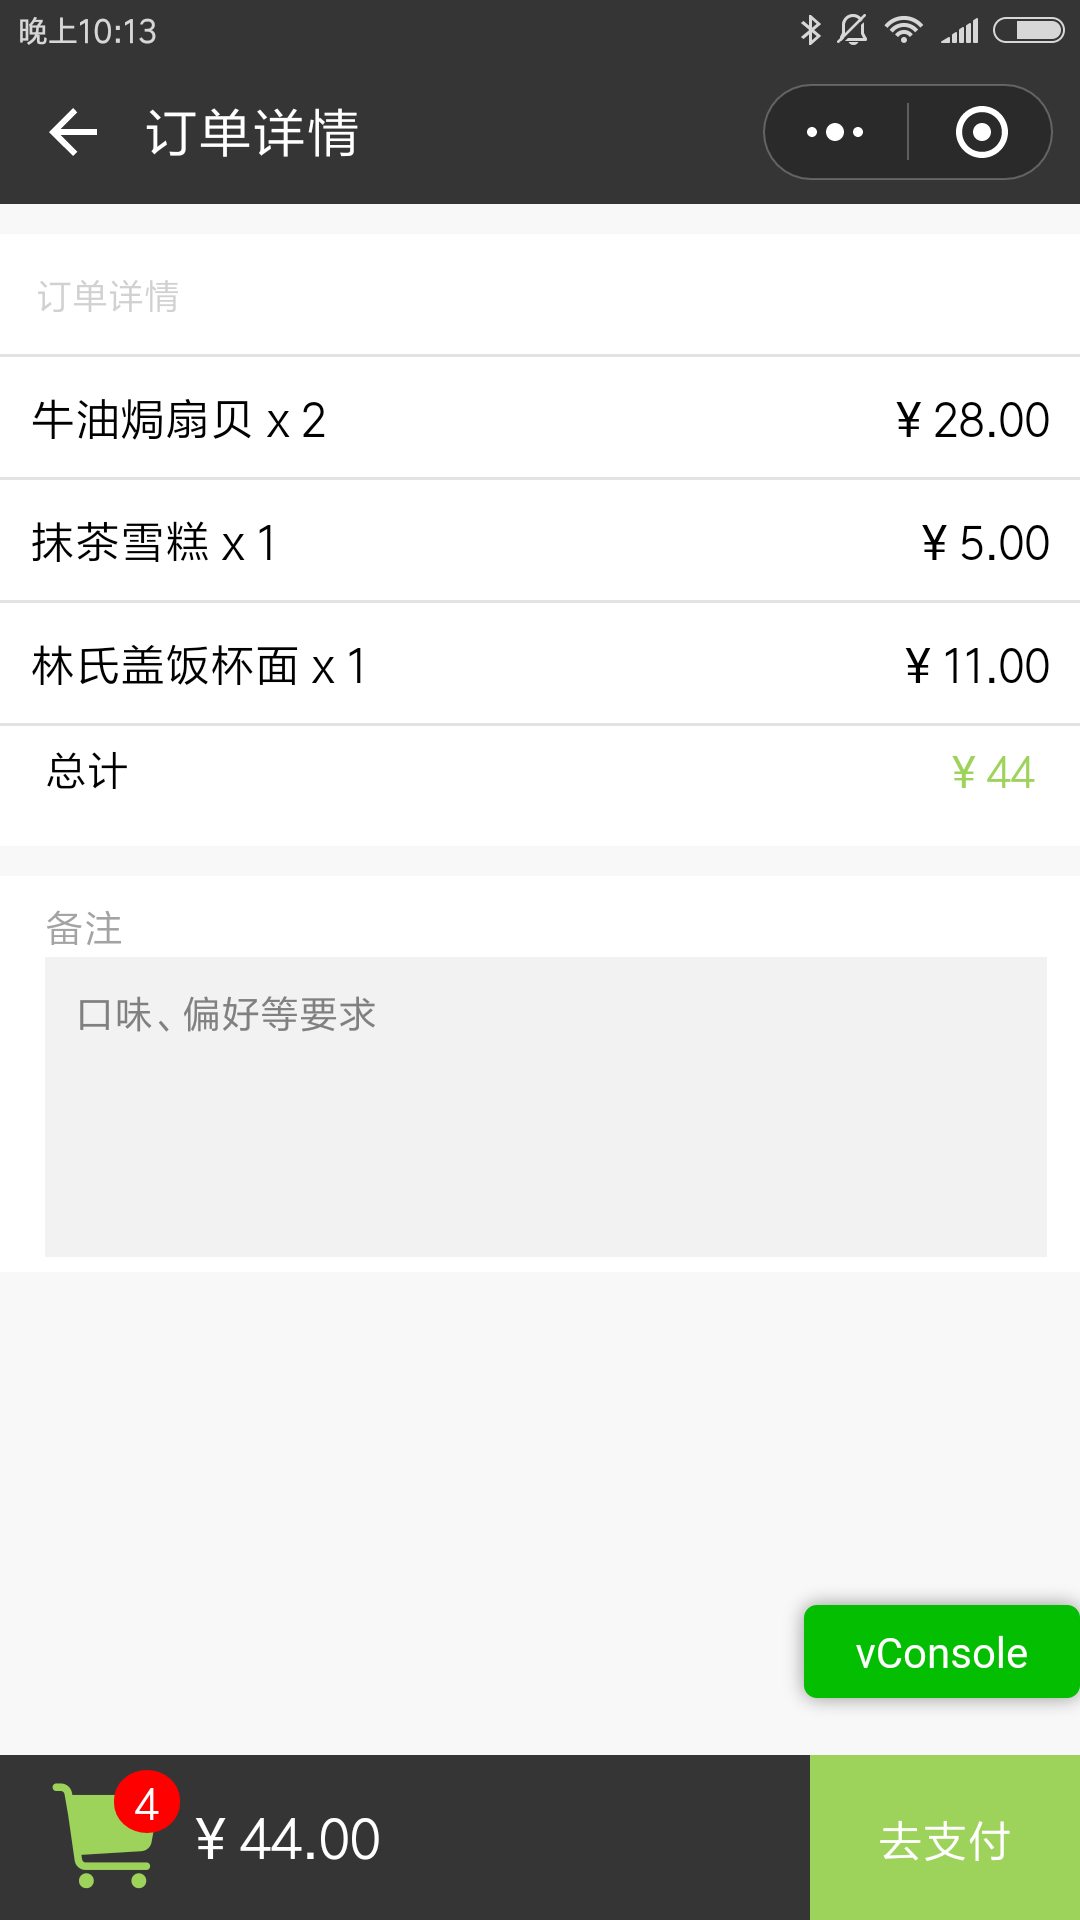 晚上10:13
订单详情
订单详情
牛油焗扇贝 x 2 ¥ 28.00
抹茶雪糕 x 1 ¥ 5.00
林氏盖饭杯面 x 1 ¥ 11.00
总计 ¥ 44
备注
口味、偏好等要求
vConsole
4 ¥ 44.00 去支付